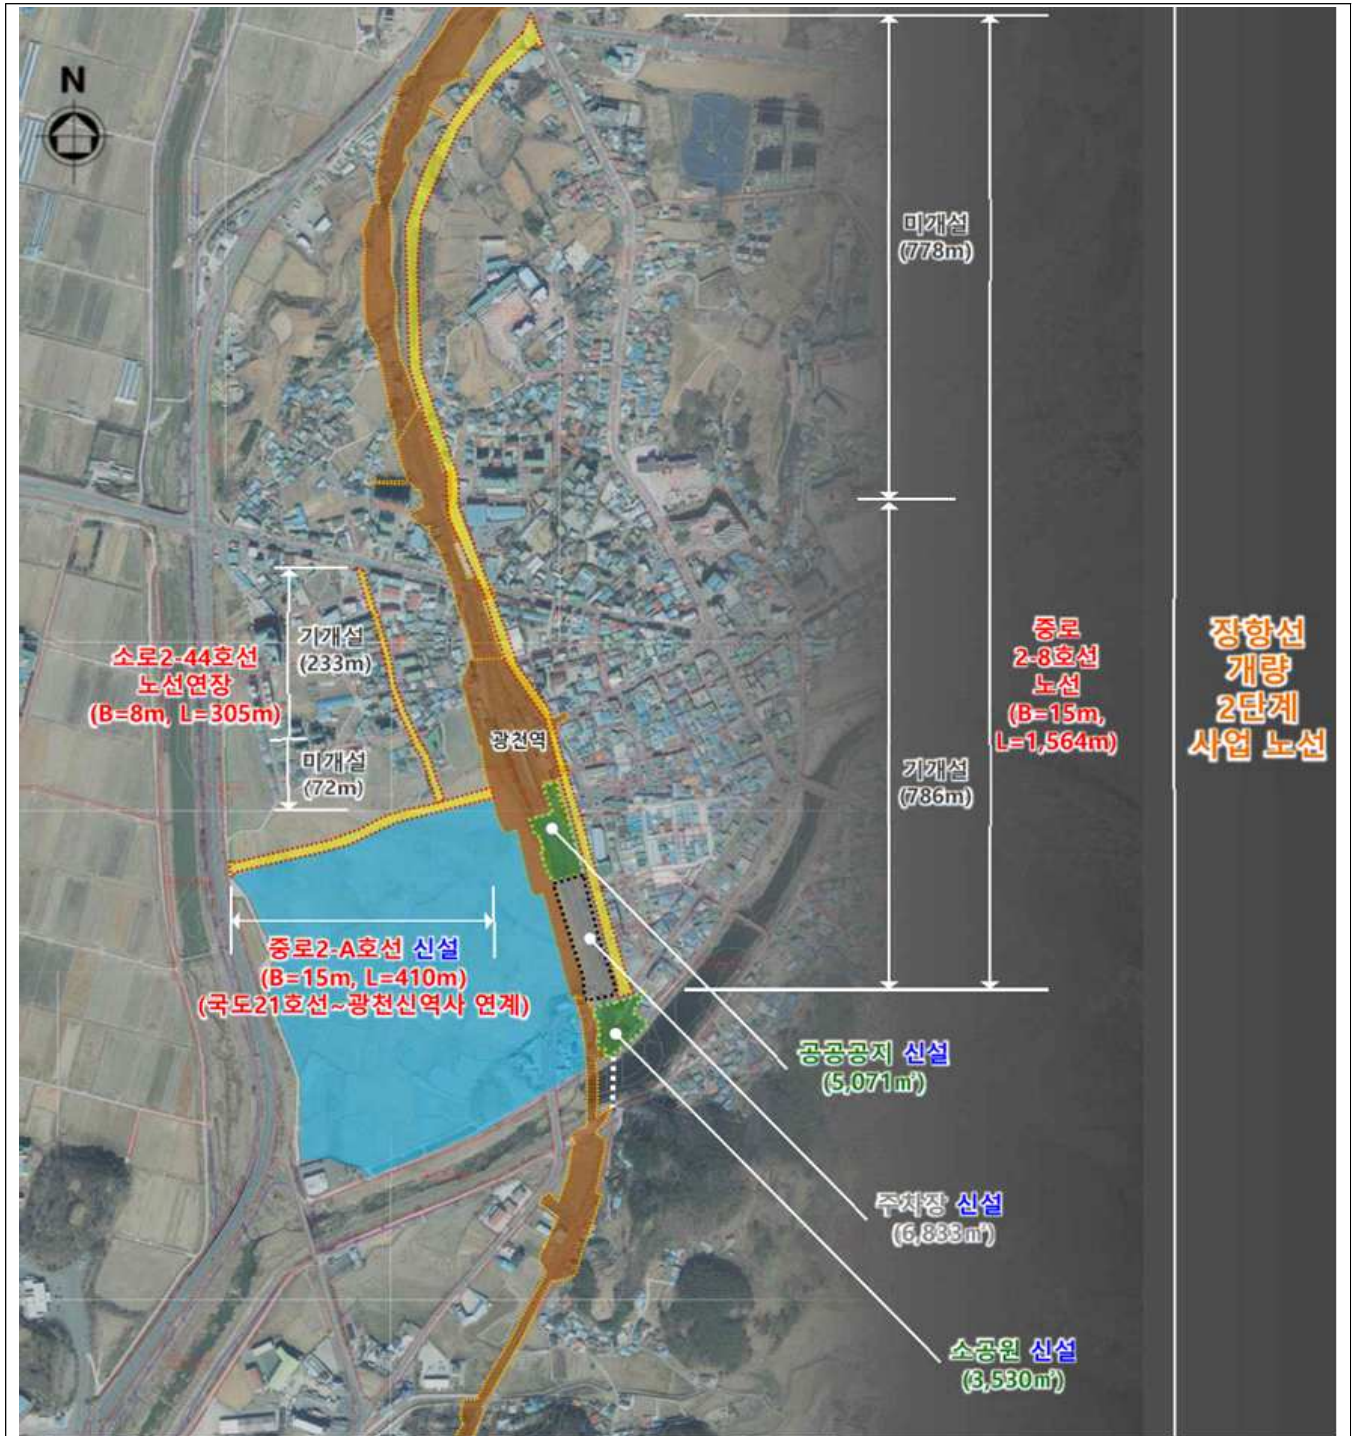 N
미개설
(778m)
기개설
(233m)
소로2-44호선
노선연장
(B=8m, L=305m)
미개설
(72m)
광천역
중로
2-8호선
노선
(B=15m,
L=1,564m)
장항선
개량
2단계
사업 노선
기개설
(786m)
중로2-A호선 신설
(B=15m, L=410m)
(국도21호선~광천신역사 연계)
공공공지 신설
(5,071㎡)
주차장 신설
(6,833㎡)
소공원 신설
(3,530㎡)